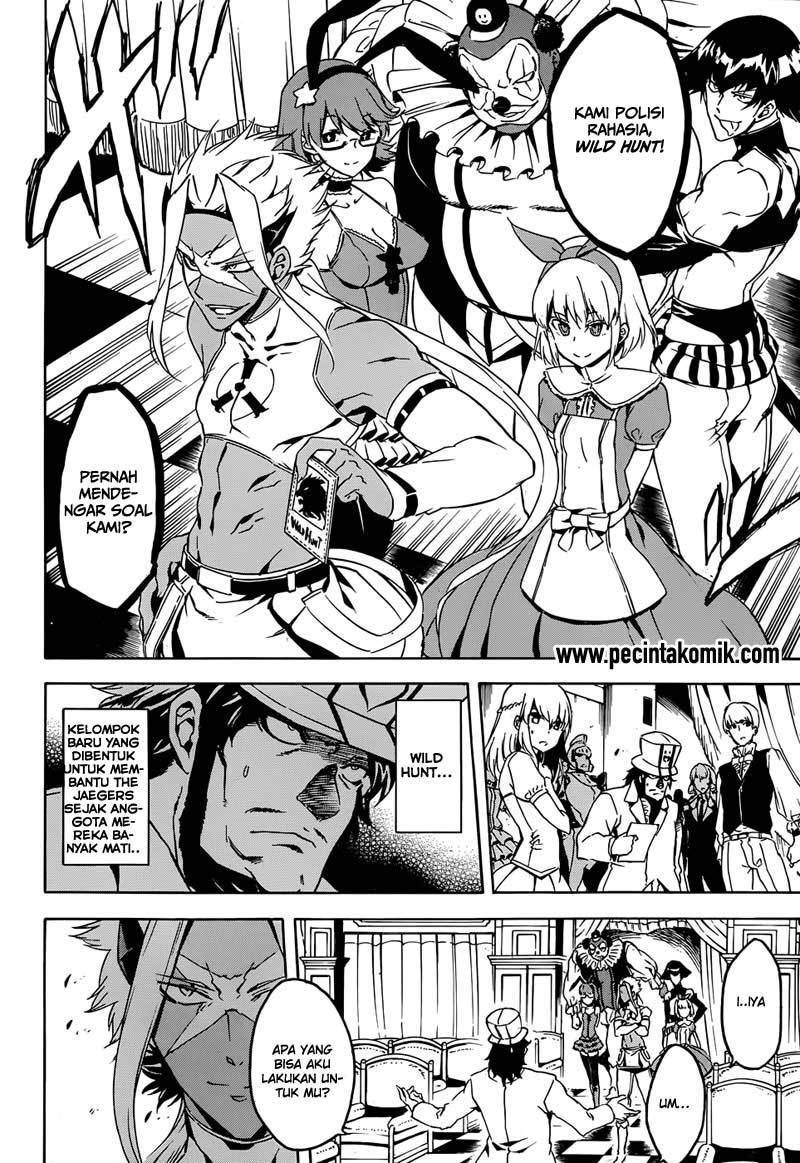 KAMI POLISI
RAHASIA,
WILD HUNT!
PERNAH
MENDE-
NGAR SOAL
KAMI?
WILD HUNT
www.pecintakomik.com
WILD
HUNT...
KELOMPOK
BARU YANG
DIBENTUK
UNTUK MEM-
BANTU THE
JAEGERS
SEJAK ANG-
GOTA ME-
REKA BA-
NYAK MATI..
I..IYA
UM...
APA YANG
BISA AKU
LAKUKAN UN-
TUK MU?